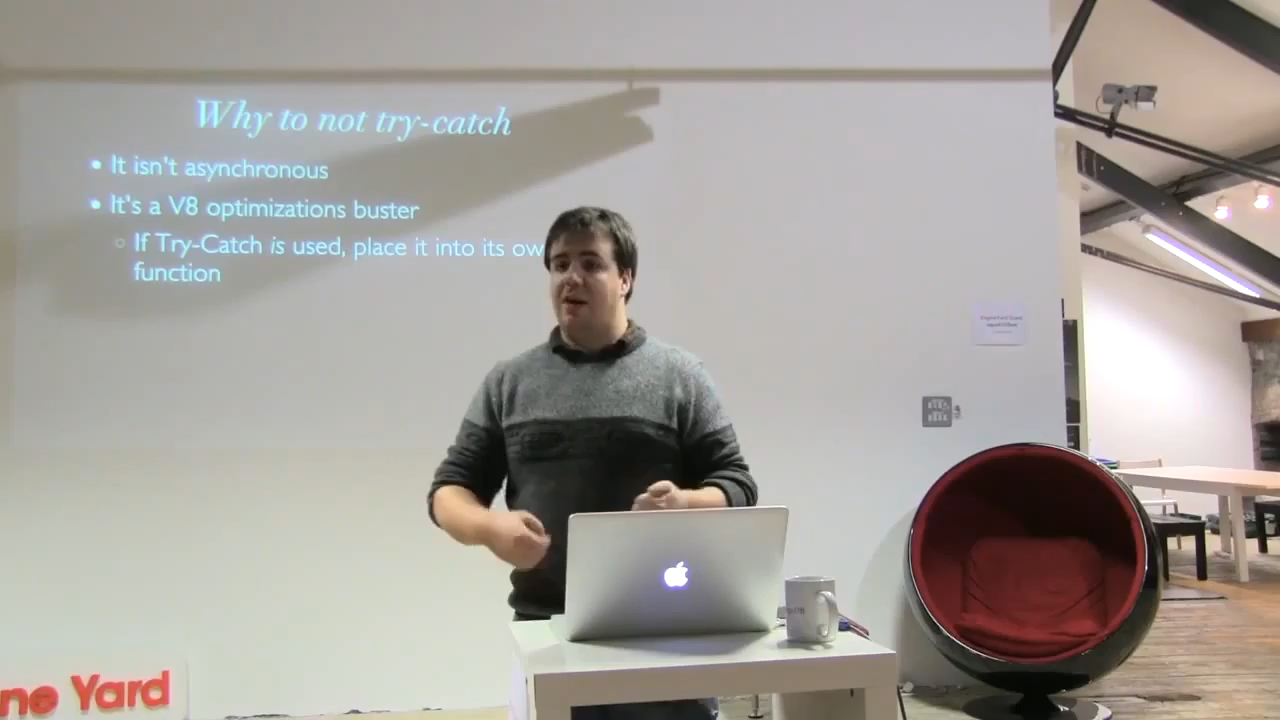 Why to not try-catch
• It isn't asynchronous
• It's a V8 optimizations buster
○ If Try-Catch is used, place it into its ow
function
ne Yard